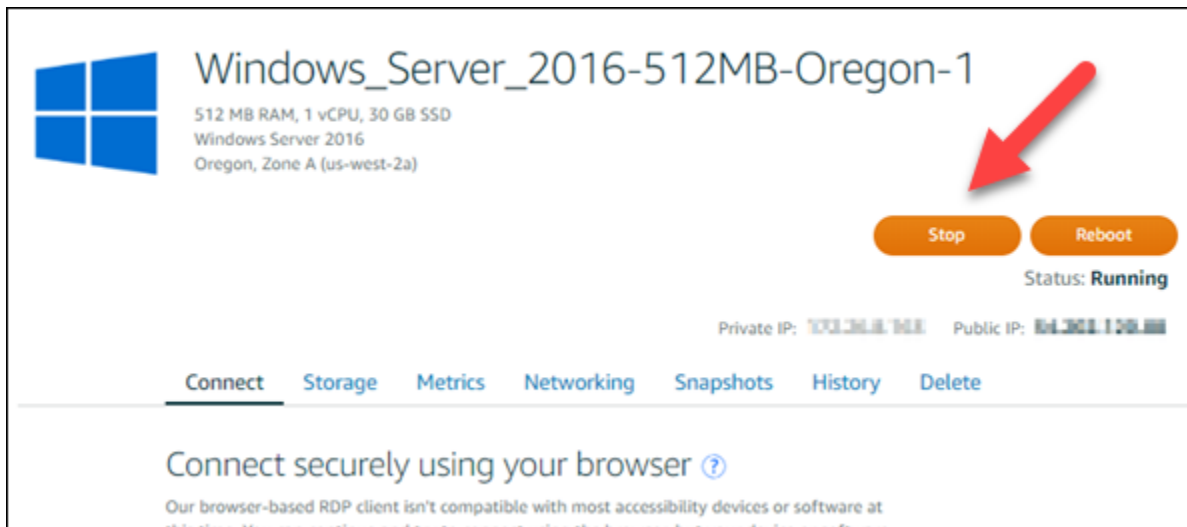 Windows_Server_2016-512MB-Oregon-1
512 MB RAM, 1 vCPU, 30 GB SSD
Windows Server 2016
Oregon, Zone A (us-west-2a)
Stop
Reboot
Status: Running
Private IP:
Public IP:
Connect
Storage
Metrics
Networking
Snapshots
History
Delete
Connect securely using your browser ?
Our browser-based RDP client isn't compatible with most accessibility devices or software at